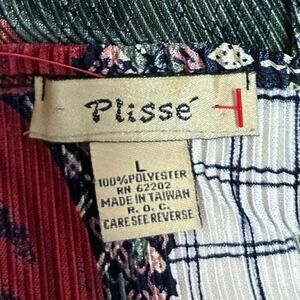 Plissé
L
100% POLYESTER
RN 62202
MADE IN TAIWAN
R. O. C.
CARE SEE REVERSE